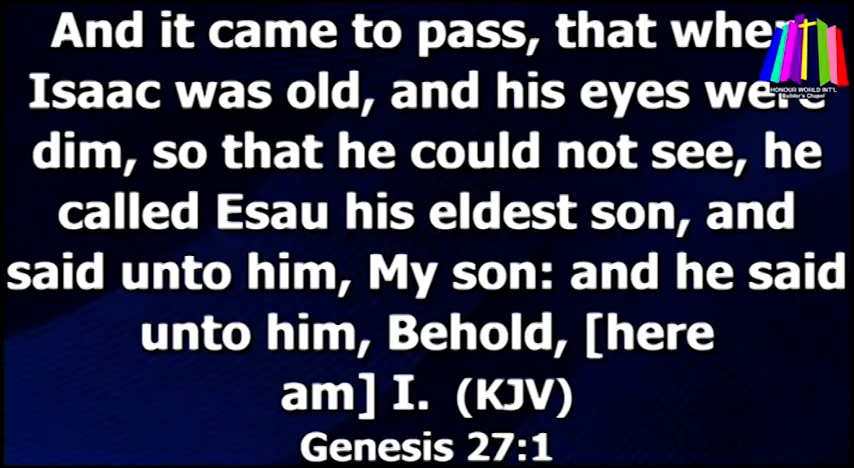 And it came to pass, that when
Isaac was old, and his eyes were
dim, so that he could not see, he
called Esau his eldest son, and
said unto him, My son: and he said
unto him, Behold, [here
am] I. (KJV)
Genesis 27:1
HONOUR WORLD INT'L
Builder's Chapel